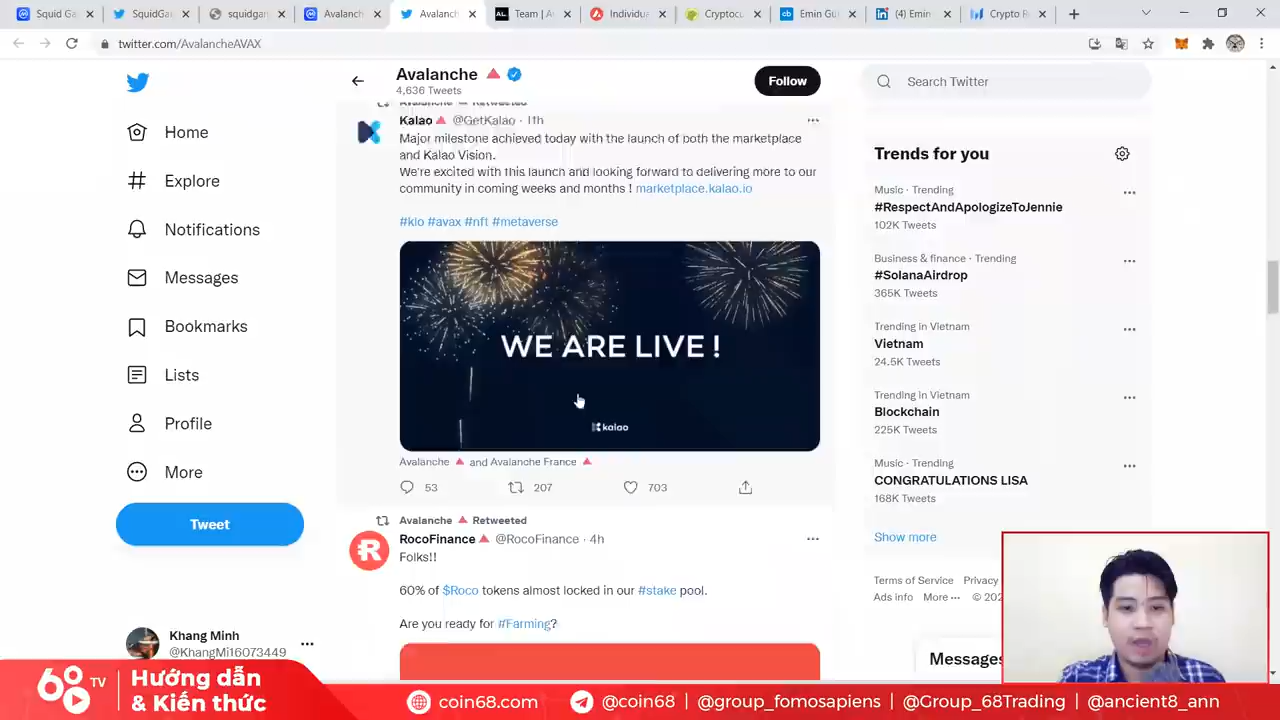 Squid Ga
SquidGa
squidga
Avalanch
Avalanc
Team | A
Individua
Cryptocu
Emin Gü
(4) Emin
Crypto R
twitter.com/AvalancheAVAX
Avalanche
4,636 Tweets
Follow
Search Twitter
Home
Explore
Notifications
Messages
Bookmarks
Lists
Profile
More
Tweet
Khang Minh
@KhangMi16073449
Avalanche Retweeted
Kalao @GetKalao
Major milestone achieved today with the launch of both the marketplace
and Kalao Vision.
We're excited with this launch and looking forward to delivering more to our
community in coming weeks and months ! marketplace.kalao.io
#klo #avax #nft #metaverse
WE ARE LIVE !
kalao
Avalanche and Avalanche France
53 207 703
Avalanche Retweeted
RocoFinance @RocoFinance · 4h
Folks!!
60% of $Roco tokens almost locked in our #stake pool.
Are you ready for #Farming?
Trends for you
Music · Trending
#RespectAndApologizeToJennie
102K Tweets
Business & finance · Trending
#SolanaAirdrop
365K Tweets
Trending in Vietnam
Vietnam
24.5K Tweets
Trending in Vietnam
Blockchain
225K Tweets
Music · Trending
CONGRATULATIONS LISA
168K Tweets
Show more
Terms of Service Privacy
Ads info More ··· ©
Messages
68 TV
Hướng dẫn
& Kiến thức
coin68.com @coin68 | @group_fomosapiens | @Group_68Trading | @ancient8_ann